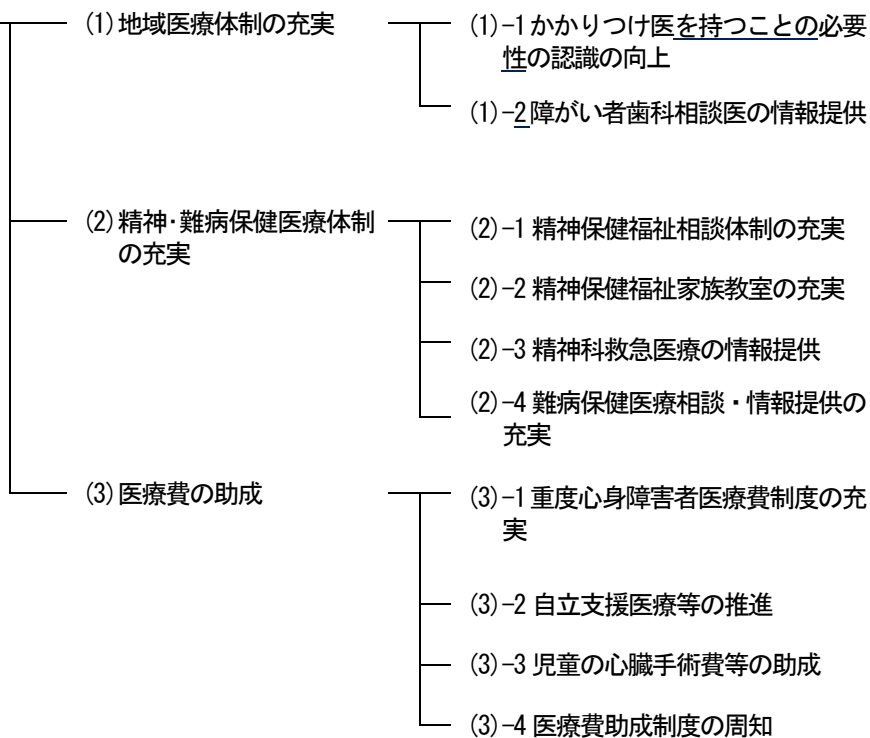 (1)地域医療体制の充実
(1)-1かかりつけ医を持つことの必要
性の認識の向上
(1)-2障がい者歯科相談医の情報提供
(2)精神・難病保健医療体制
の充実
(2)-1 精神保健福祉相談体制の充実
(2)-2 精神保健福祉家族教室の充実
(2)-3 精神科救急医療の情報提供
(2)-4 難病保健医療相談・情報提供の
充実
(3)医療費の助成
(3)-1重度心身障害者医療費制度の充
実
(3)-2 自立支援医療等の推進
(3)-3 児童の心臓手術費等の助成
(3)-4 医療費助成制度の周知